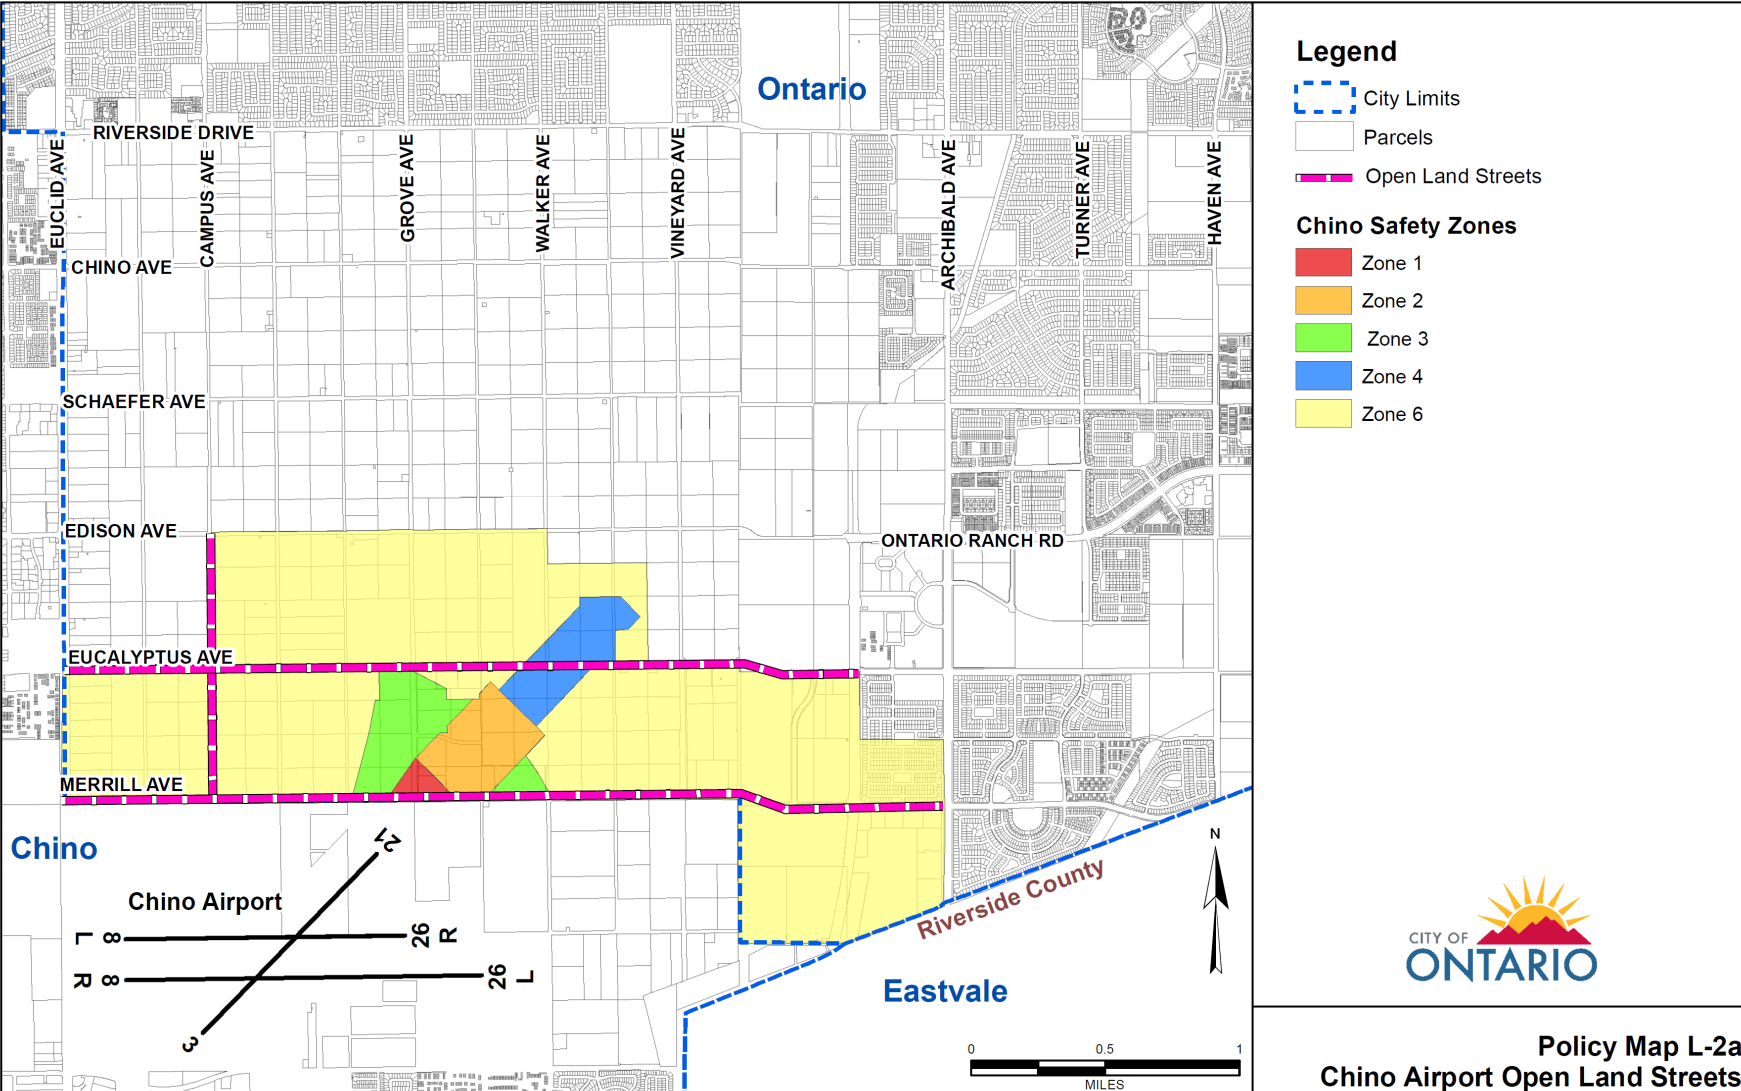 Ontario
RIVERSIDE DRIVE
EUCLID AVE
CAMPUS AVE
GROVE AVE
WALKER AVE
VINEYARD AVE
ARCHIBALD AVE
TURNER AVE
HAVEN AVE
CHINO AVE
SCHAEFER AVE
EDISON AVE
ONTARIO RANCH RD
EUCALYPTUS AVE
MERRILL AVE
Chino
21
Chino Airport
L 8
26 R
R 8
26 L
3
Riverside County
Eastvale
N
0 0.5 1
MILES
Legend
City Limits
Parcels
Open Land Streets
Chino Safety Zones
Zone 1
Zone 2
Zone 3
Zone 4
Zone 6
CITY OF
ONTARIO
Policy Map L-2a
Chino Airport Open Land Streets